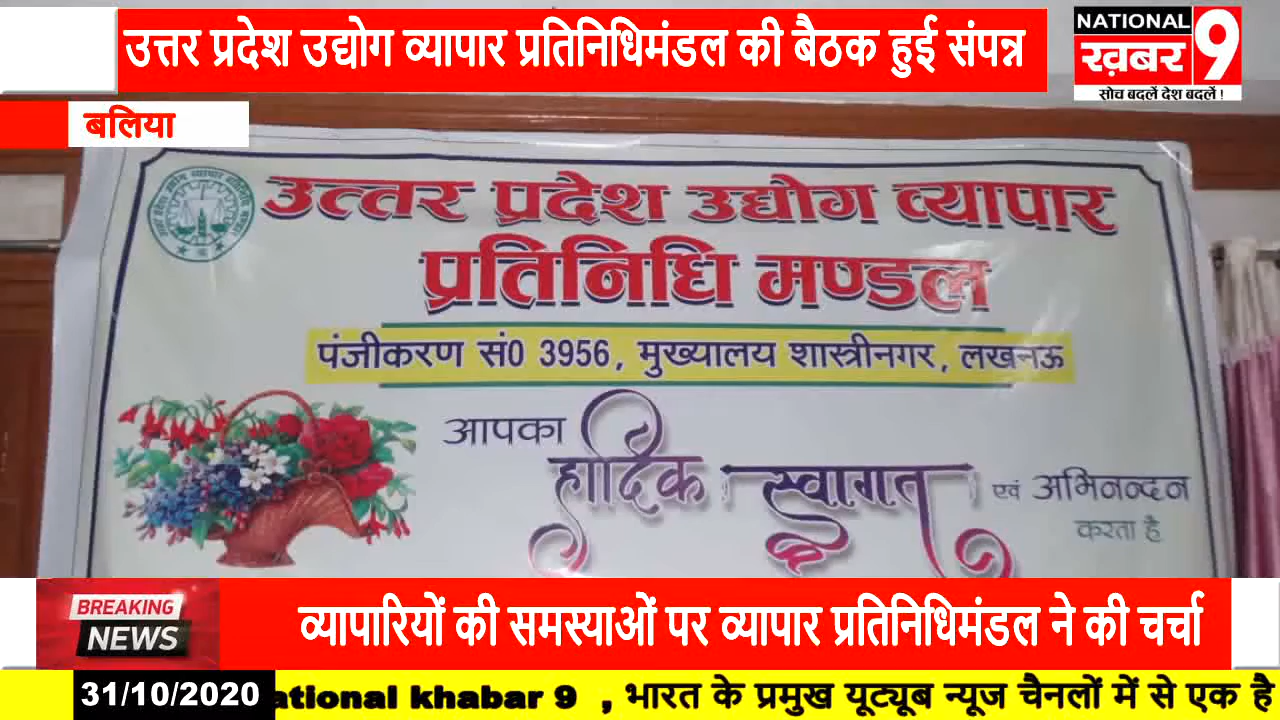 उत्तर प्रदेश उद्योग व्यापार प्रतिनिधिमंडल की बैठक हुई संपन्न
NATIONAL
ख़बर 9
सोच बदलें देश बदलें !
बलिया
उत्तर प्रदेश उद्योग व्यापार
प्रतिनिधि मण्डल
पंजीकरण सं0 3956, मुख्यालय शास्त्रीनगर, लखनऊ
आपका
हार्दिक स्वागत एवं अभिनन्दन
करता है
BREAKING
NEWS
व्यापारियों की समस्याओं पर व्यापार प्रतिनिधिमंडल ने की चर्चा
31/10/2020 ational khabar 9 , भारत के प्रमुख यूट्यूब न्यूज चैनलों में से एक है